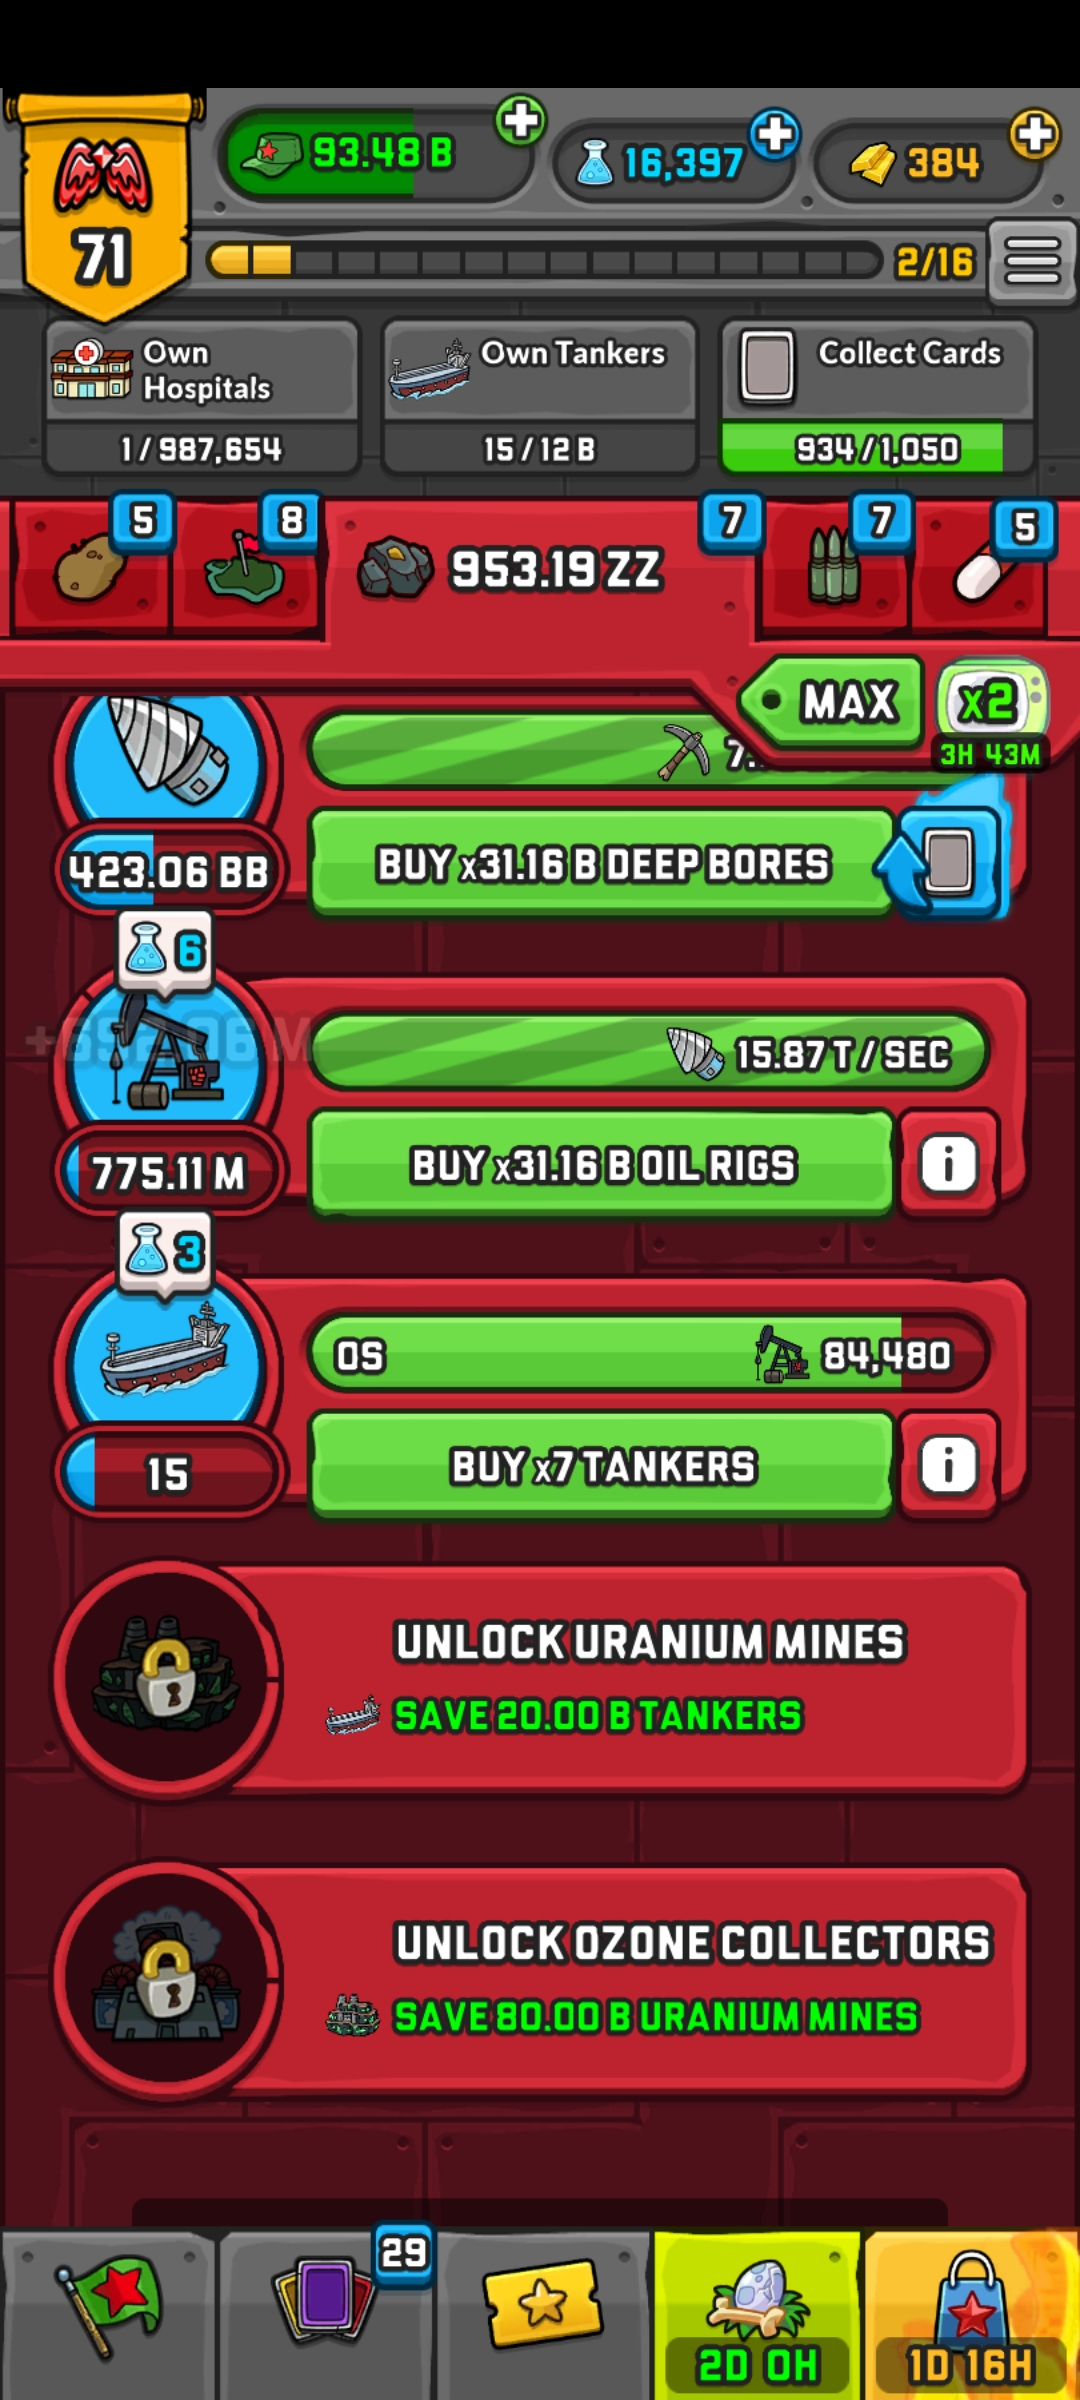 93.48 B
16,397
384
71
2/16
Own
Hospitals
1/987,654
Own Tankers
15/12 B
Collect Cards
934/1,050
5
8
953.19 ZZ
7
7
5
MAX
x2
3H 43M
7.
423.06 BB
BUY x31.16 B DEEP BORES
6
+692.06 M
15.87 T / SEC
775.11 M
BUY x31.16 B OIL RIGS
3
0S
84,480
15
BUY x7 TANKERS
UNLOCK URANIUM MINES
SAVE 20.00 B TANKERS
UNLOCK OZONE COLLECTORS
SAVE 80.00 B URANIUM MINES
29
2D 0H
1D 16H